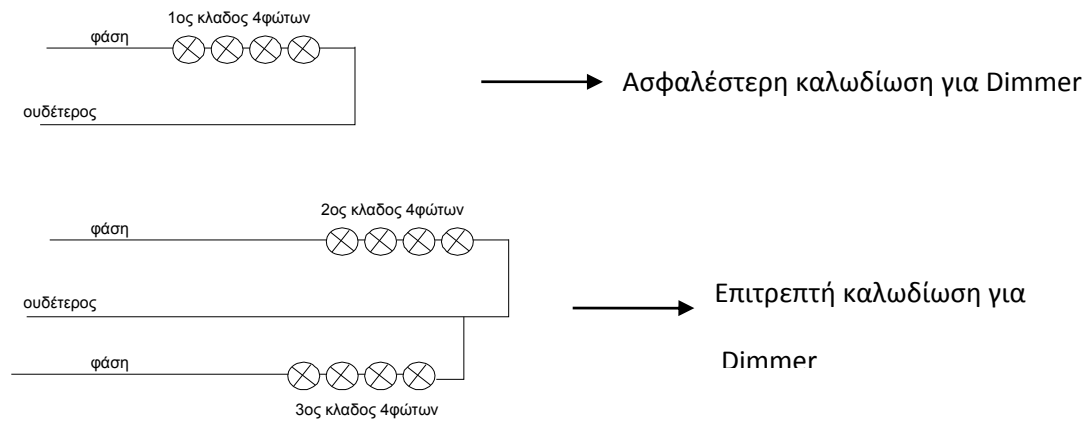 1ος κλαδος 4φώτων
φάση
ουδέτερος
Ασφαλέστερη καλωδίωση για Dimmer
2ος κλαδος 4φώτων
φάση
ουδέτερος
Επιτρεπτή καλωδίωση για
Dimmer
φάση
3ος κλαδος 4φώτων